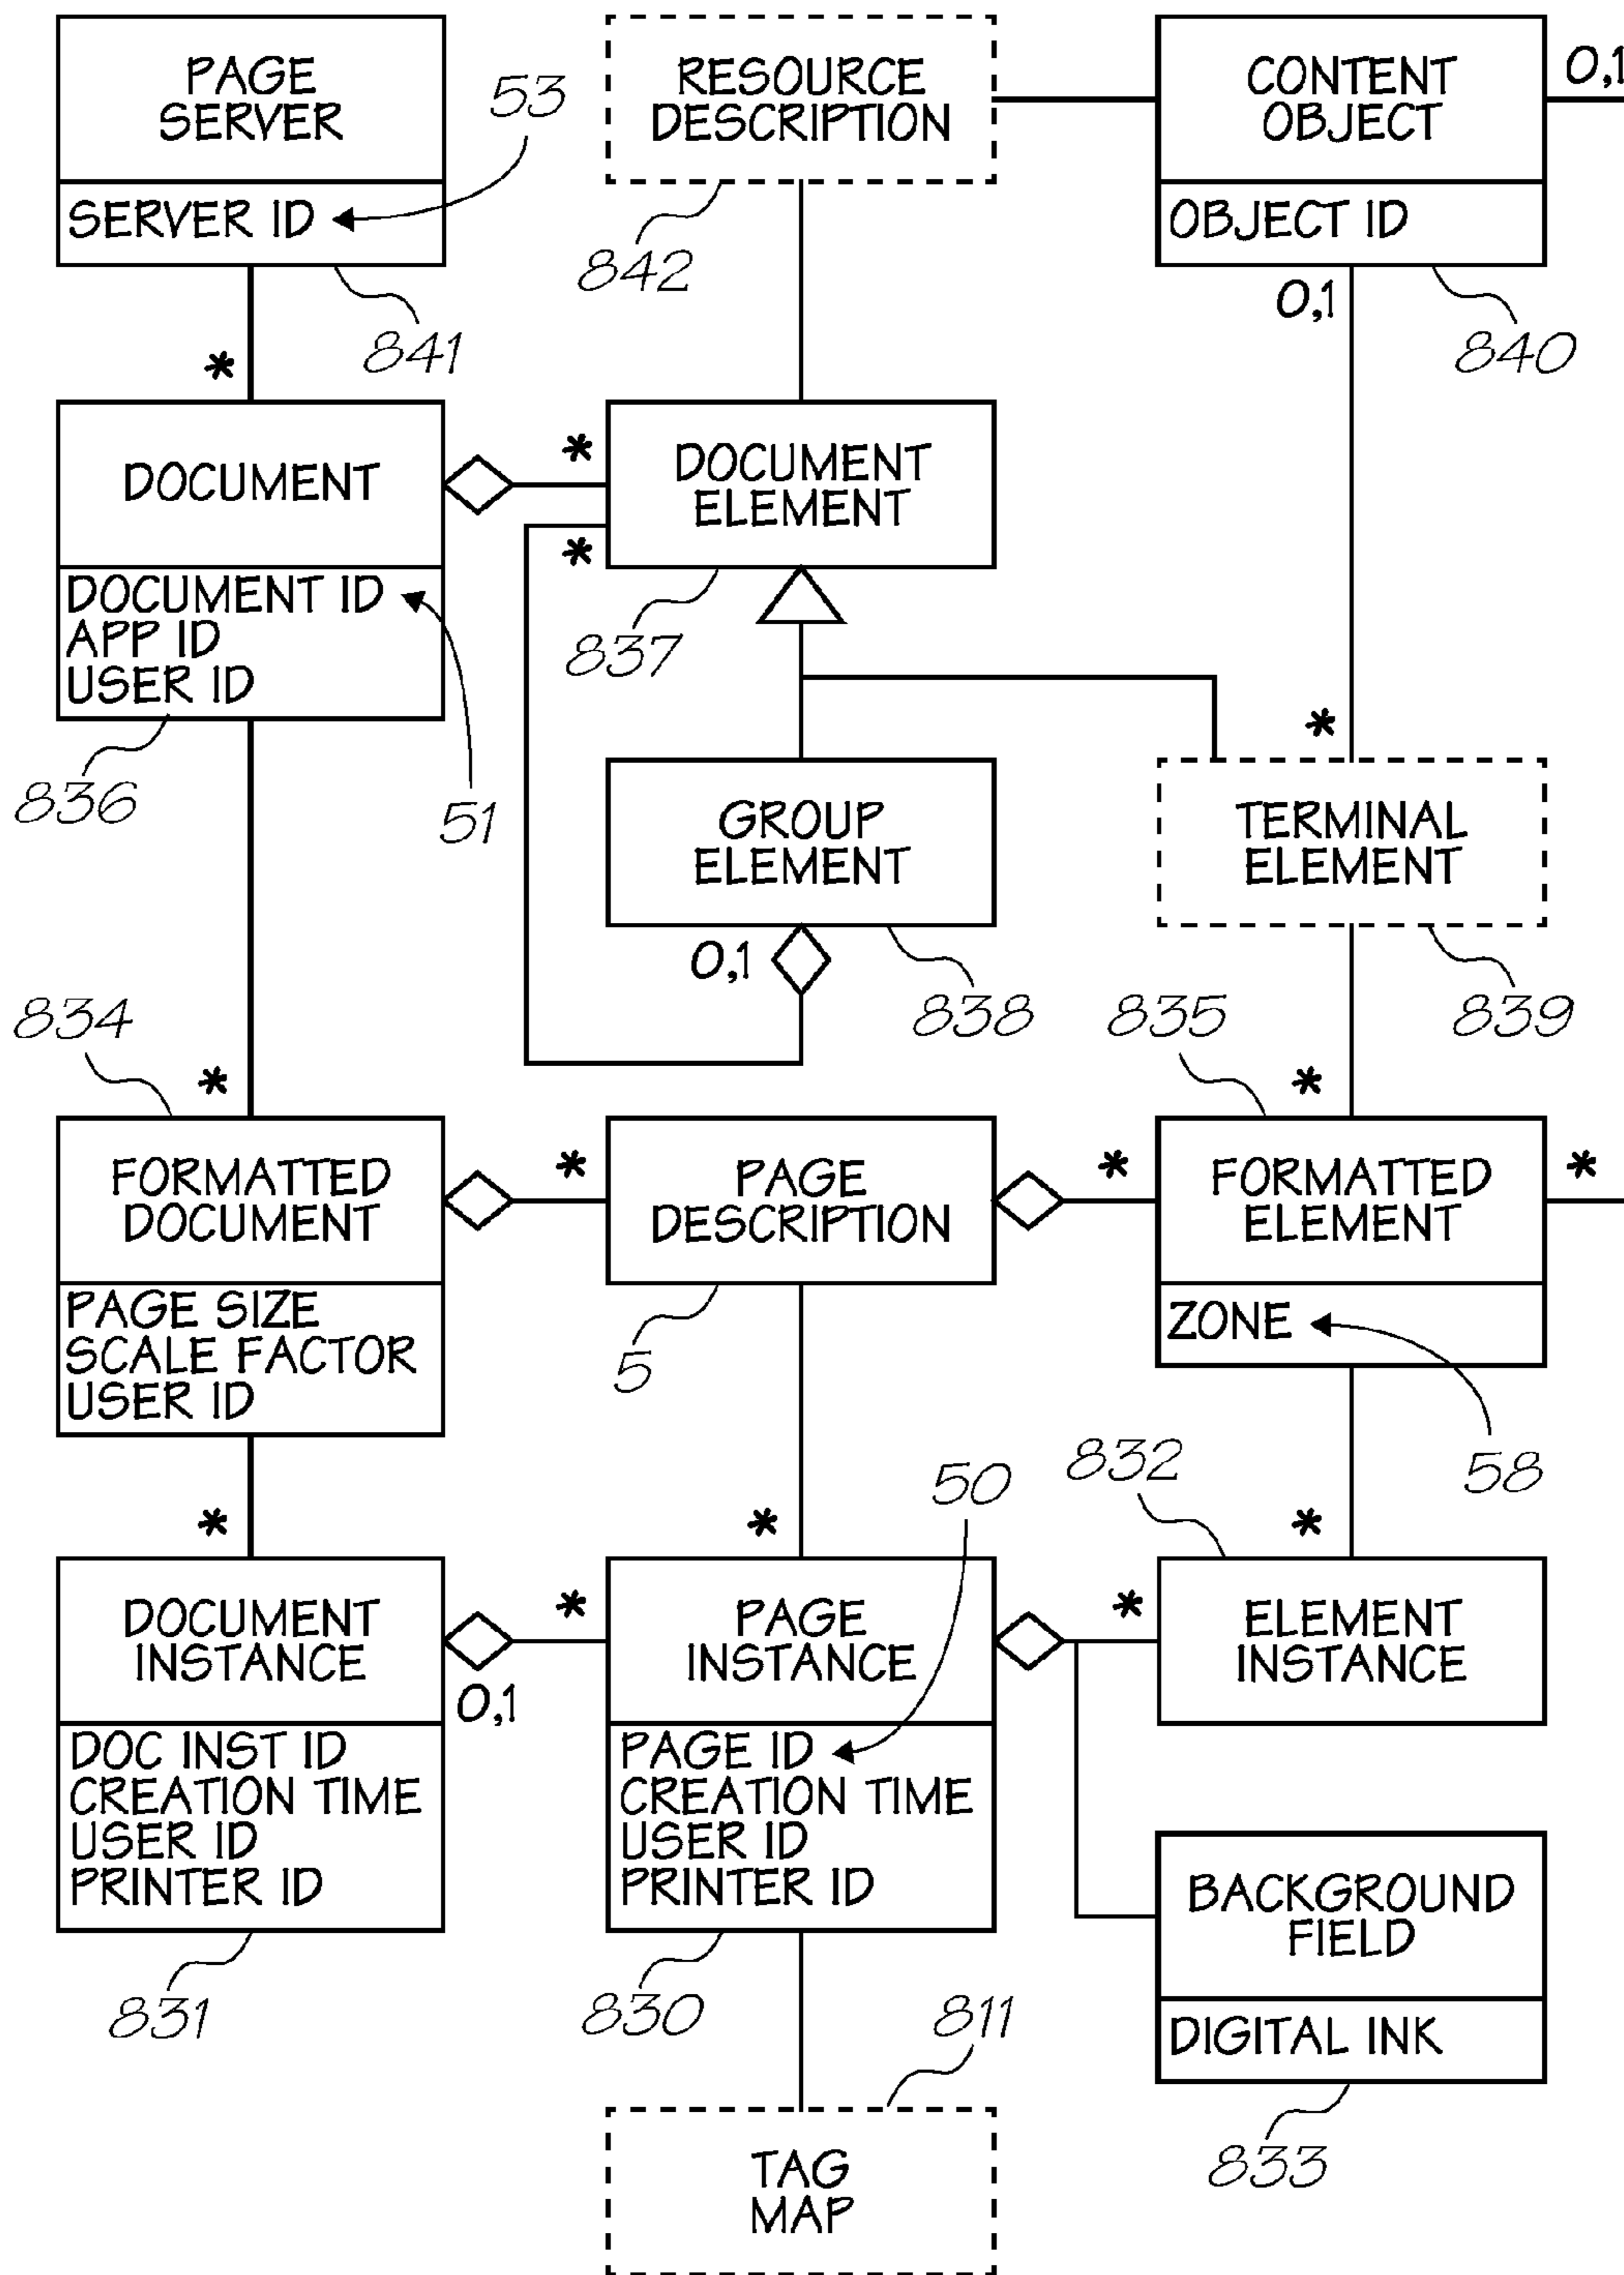 PAGE
SERVER
SERVER ID
53
841
RESOURCE
DESCRIPTION
842
CONTENT
OBJECT
OBJECT ID
0,1
0,1
840
*
DOCUMENT
DOCUMENT ID
APP ID
USER ID
836
51
*
DOCUMENT
ELEMENT
*
837
GROUP
ELEMENT
0,1
838
*
TERMINAL
ELEMENT
839
834
*
FORMATTED
DOCUMENT
PAGE SIZE
SCALE FACTOR
USER ID
*
PAGE
DESCRIPTION
5
835
*
*
FORMATTED
ELEMENT
*
ZONE
58
*
DOCUMENT
INSTANCE
0,1
DOC INST ID
CREATION TIME
USER ID
PRINTER ID
831
*
*
50
PAGE
INSTANCE
PAGE ID
CREATION TIME
USER ID
PRINTER ID
830
832
*
*
ELEMENT
INSTANCE
BACKGROUND
FIELD
DIGITAL INK
833
811
TAG
MAP